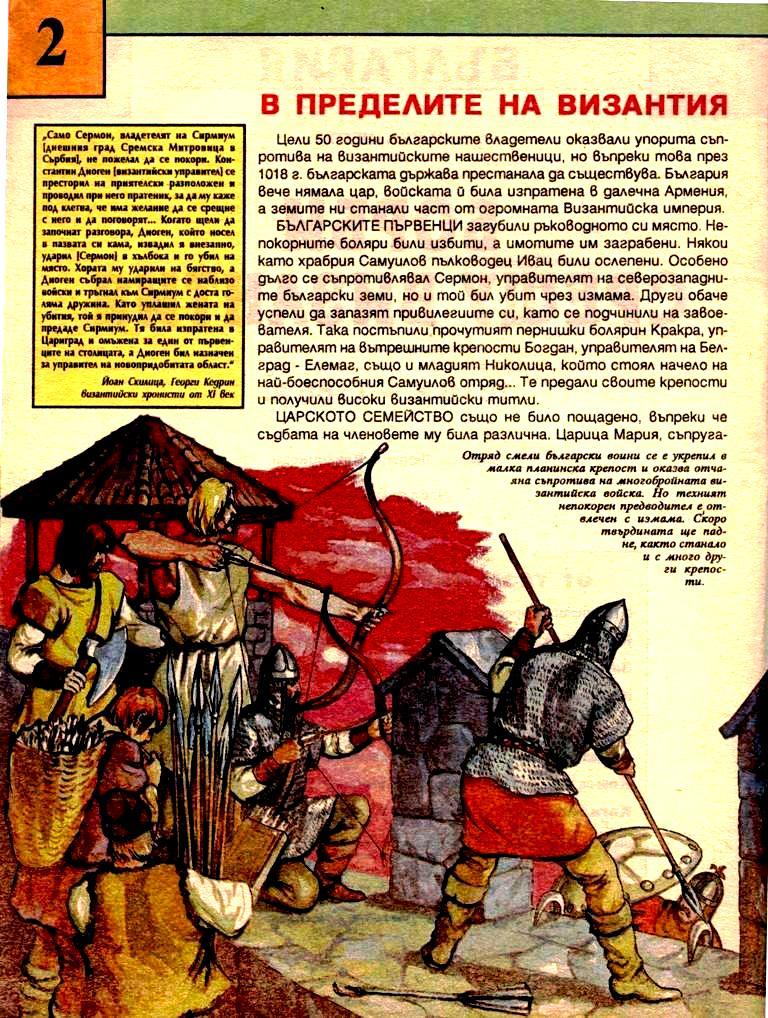 2
В ПРЕДЕЛИТЕ НА ВИЗАНТИЯ
„Само Сермон, владетелят на Сирмиум
[днешния град Сремска Митровица в
Сърбия], не пожелал да се покори. Кон-
стантин Диоген [византийски управител] се
престорил на приятелски разположен и
проводил при него пратеник, за да му каже
под клетва, че има желание да се срещне
с него и да поговорят... Когато щели да
започнат разговора, Диоген, който носел
в пазвата си кама, извадил я внезапно,
ударил [Сермон] в хълбока и го убил на
място. Хората му ударили на бягство, а
Диоген събрал намиращите се наблизо
войски и тръгнал към Сирмиум с доста го-
ляма дружина. Като уплашил жената на
убития, той я принудил да се покори и да
предаде Сирмиум. Тя била изпратена в
Цариград и омъжена за един от първен-
ците на столицата, а Диоген бил назначен
за управител на новопридобитата област.“
Йоан Скилица, Георги Кедрин
византийски хронисти от XI век
Цели 50 години българските владетели оказвали упорита съп-
ротива на византийските нашественици, но въпреки това през
1018 г. българската държава престанала да съществува. България
вече нямала цар, войската ѝ била изпратена в далечна Армения,
а земите ни станали част от огромната Византийска империя.
БЪЛГАРСКИТЕ ПЪРВЕНЦИ загубили ръководното си място. Не-
покорните боляри били избити, а имотите им заграбени. Някои
като храбрия Самуилов пълководец Ивац били ослепени. Особено
дълго се съпротивлявал Сермон, управителят на северозападни-
те български земи, но и той бил убит чрез измама. Други обаче
успели да запазят привилегиите си, като се подчинили на завое-
вателя. Така постъпили прочутият пернишки болярин Кракра, уп-
равителят на вътрешните крепости Богдан, управителят на Бел-
град - Елемаг, също и младият Николица, който стоял начело на
най-боеспособния Самуилов отряд... Те предали своите крепости
и получили високи византийски титли.
ЦАРСКОТО СЕМЕЙСТВО също не било пощадено, въпреки че
съдбата на членовете му била различна. Царица Мария, съпруга-
Отряд смели български воини се е укрепил в
малка планинска крепост и оказва отча-
яна съпротива на многобройната ви-
зантийска войска. Но техният
непокорен предводител е от-
влечен с измама. Скоро
твърдината ще пад-
не, както станало
и с много дру-
ги крепос-
ти.